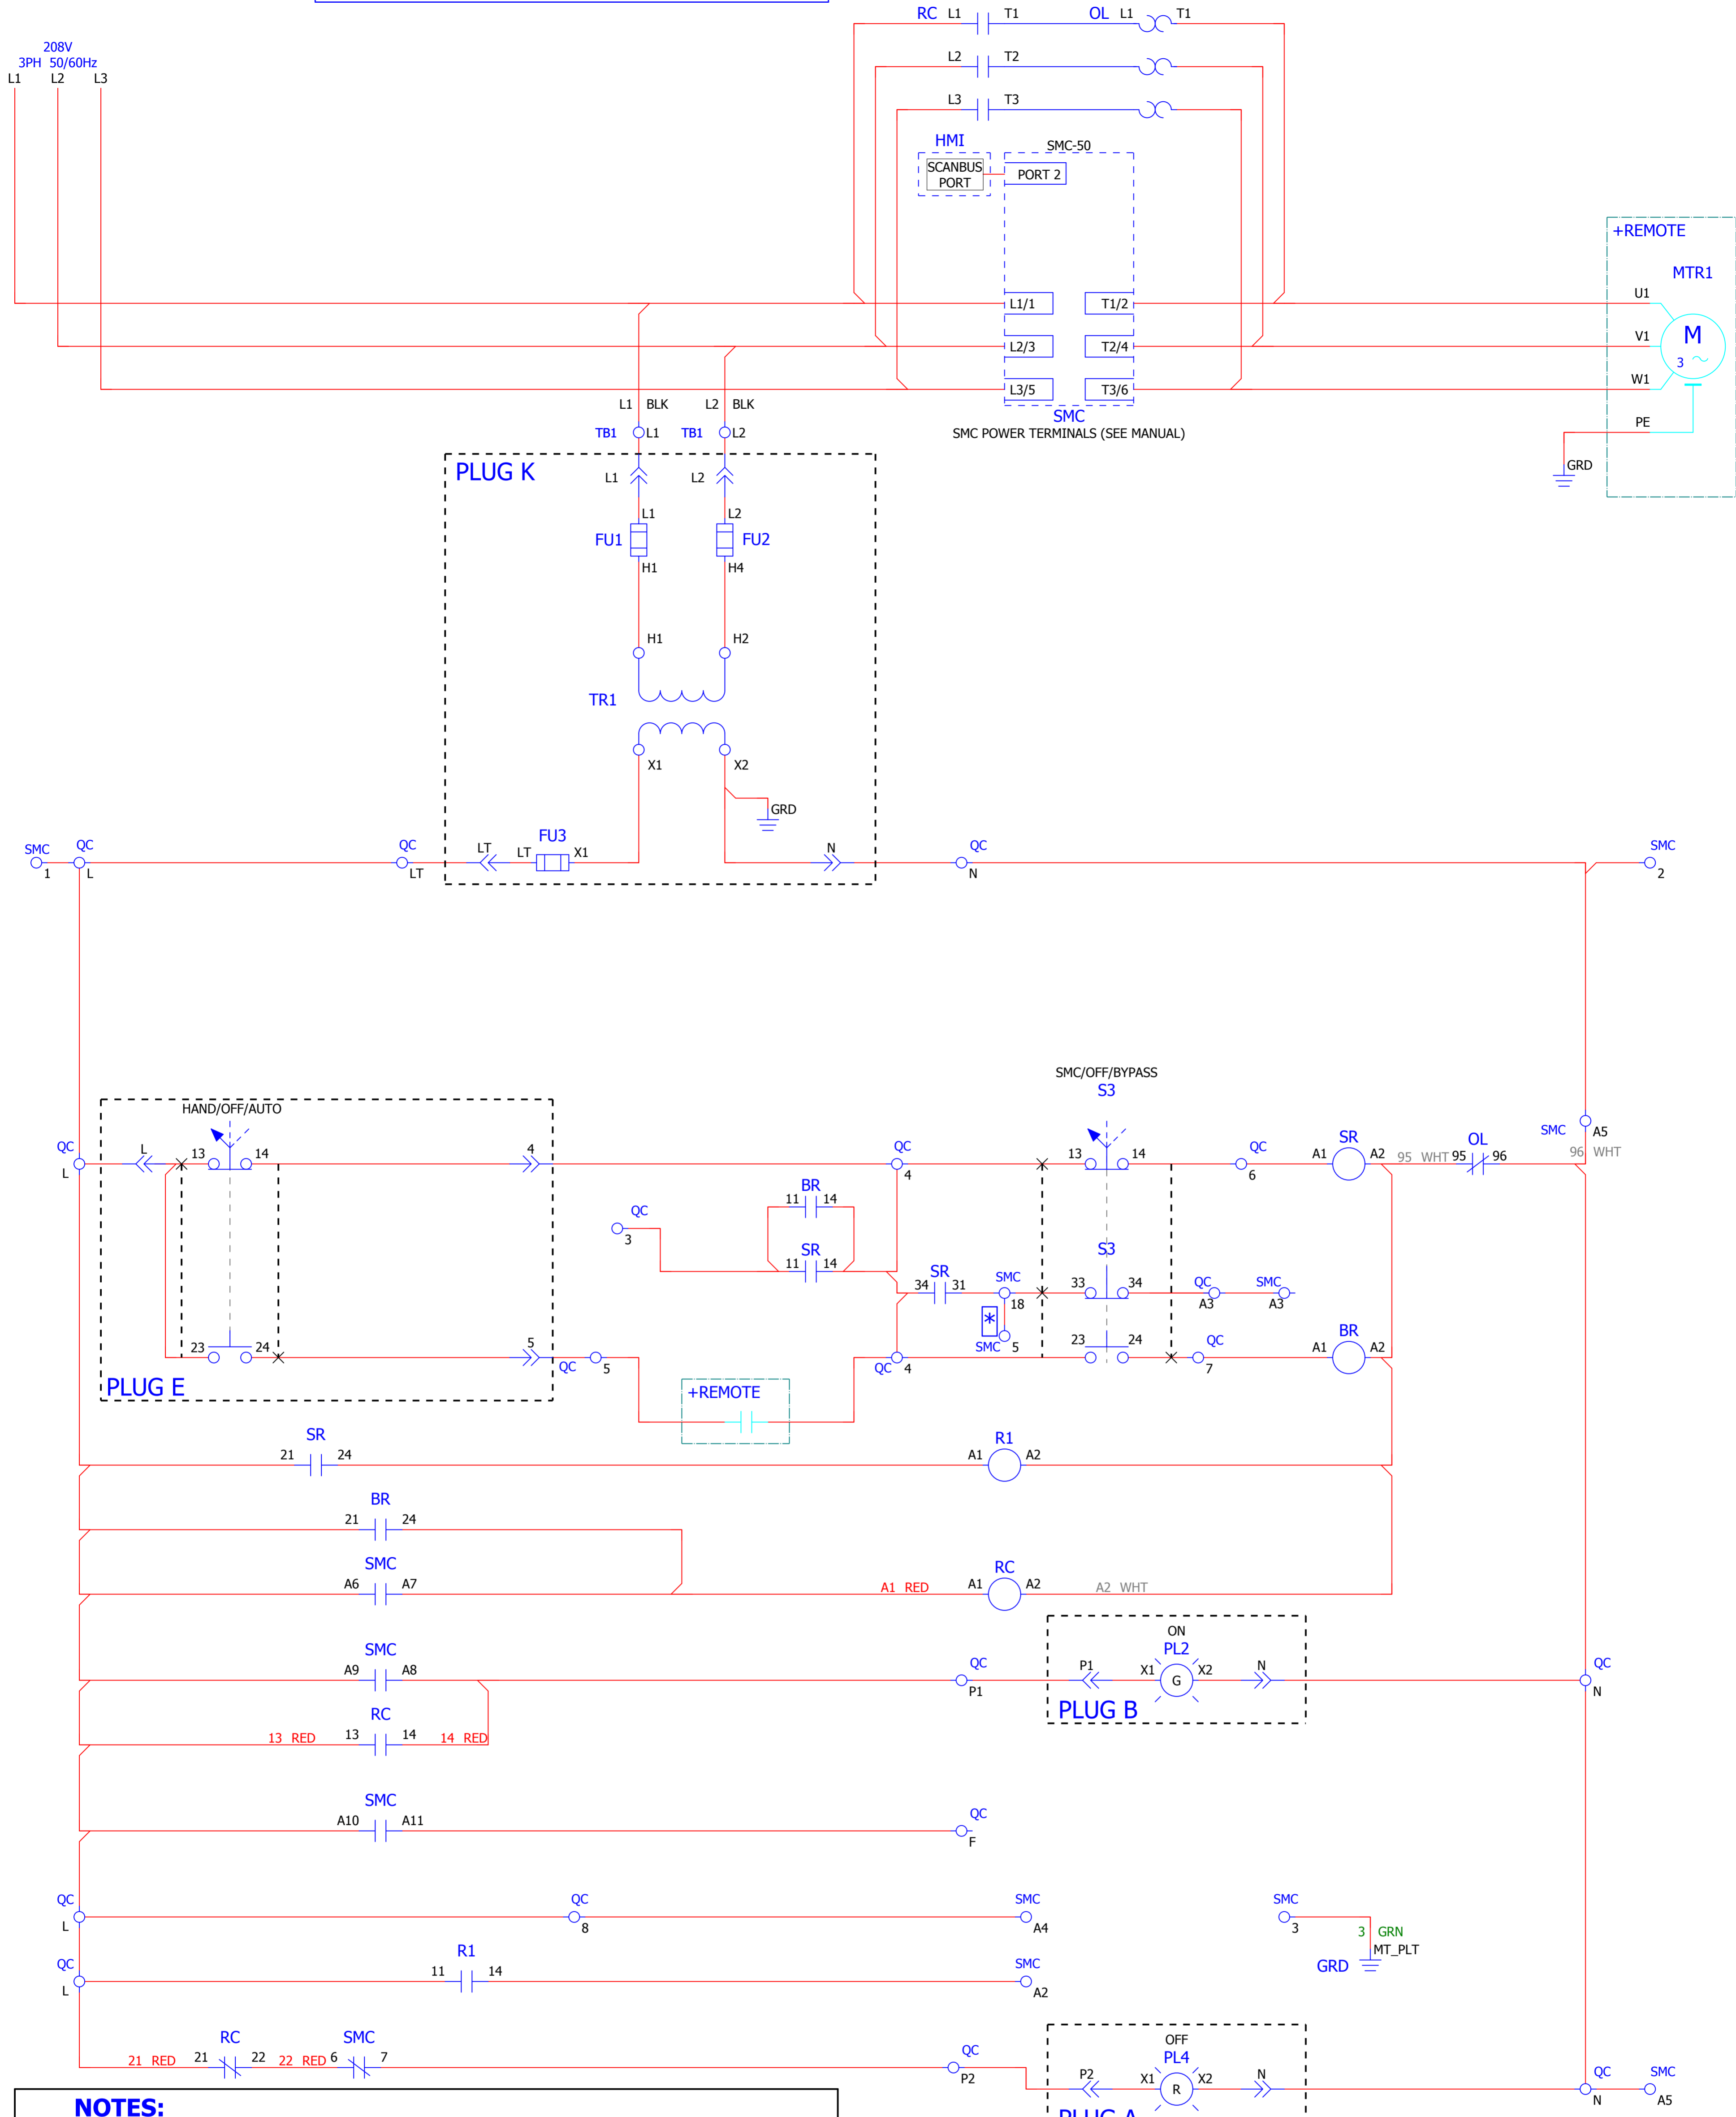 RC L1 T1 OL L1 T1
208V
3PH 50/60Hz
L1 L2 L3
L2 T2
L3 T3
HMI
SMC-50
SCANBUS
PORT
PORT 2
+REMOTE
MTR1
L1/1 T1/2 U1
L2/3 T2/4 V1
M
3
L3/5 T3/6 W1
L1 BLK L2 BLK
SMC
SMC POWER TERMINALS (SEE MANUAL)
PE
TB1 L1 TB1 L2
GRD
PLUG K
L1 L2
L1 L2
FU1 FU2
H1 H4
H1 H2
TR1
X1 X2
GRD
SMC QC QC FU3 QC SMC
LT LT X1 N
1 L LT N 2
SMC/OFF/BYPASS
S3
HAND/OFF/AUTO
QC L 13 14 4 QC 13 14 QC SR SMC A5
A1 A2 95 WHT 95 OL 96 96 WHT
L 4 6
BR
11 14
QC
3
SR
11 14
S3
SR
34 31 SMC 33 34 QC SMC
18 A3 A3
*
SMC 5
23 24 5 23 24 QC BR
A1 A2
QC 5 QC 4 7
PLUG E
+REMOTE
SR
21 24
R1
A1 A2
BR
21 24
SMC
A6 A7
RC
A1 RED A1 A2 A2 WHT
ON
SMC
A9 A8
QC
P1
PL2
P1 X1 G X2 N
QC
N
PLUG B
RC
13 RED 13 14 14 RED
SMC
A10 A11
QC
F
QC QC SMC SMC
L 8 A4 3
3 GRN
MT_PLT
GRD
QC R1 SMC
11 14
L A2
RC SMC
21 RED 21 22 22 RED 6 7
QC
P2
OFF
PL4
P2 X1 R X2 N
QC SMC
N A5
PLUG A
NOTES: